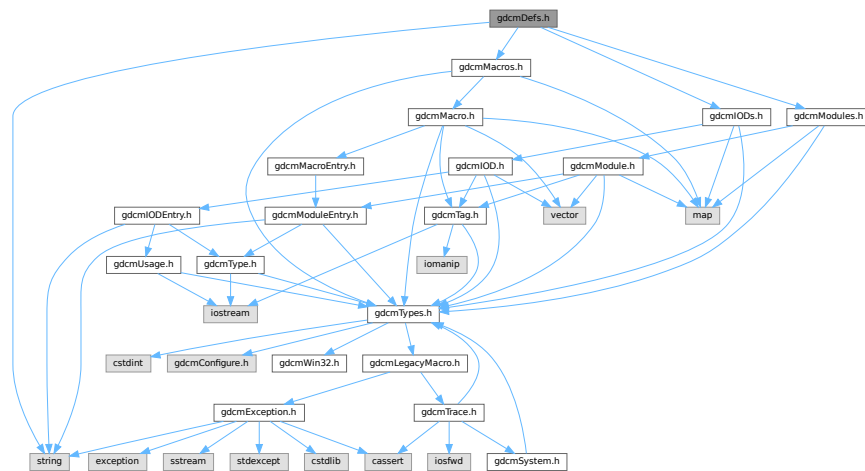 gdcmDefs.h
gdcmMacros.h
gdcmMacro.h
gdcmIODs.h
gdcmModules.h
gdcmMacroEntry.h
gdcmIOD.h
gdcmModule.h
gdcmIODEntry.h
gdcmModuleEntry.h
gdcmTag.h
vector
map
gdcmUsage.h
gdcmType.h
iomanip
iostream
gdcmTypes.h
cstdint
gdcmConfigure.h
gdcmWin32.h
gdcmLegacyMacro.h
gdcmException.h
gdcmTrace.h
string
exception
sstream
stdexcept
cstdlib
cassert
iosfwd
gdcmSystem.h